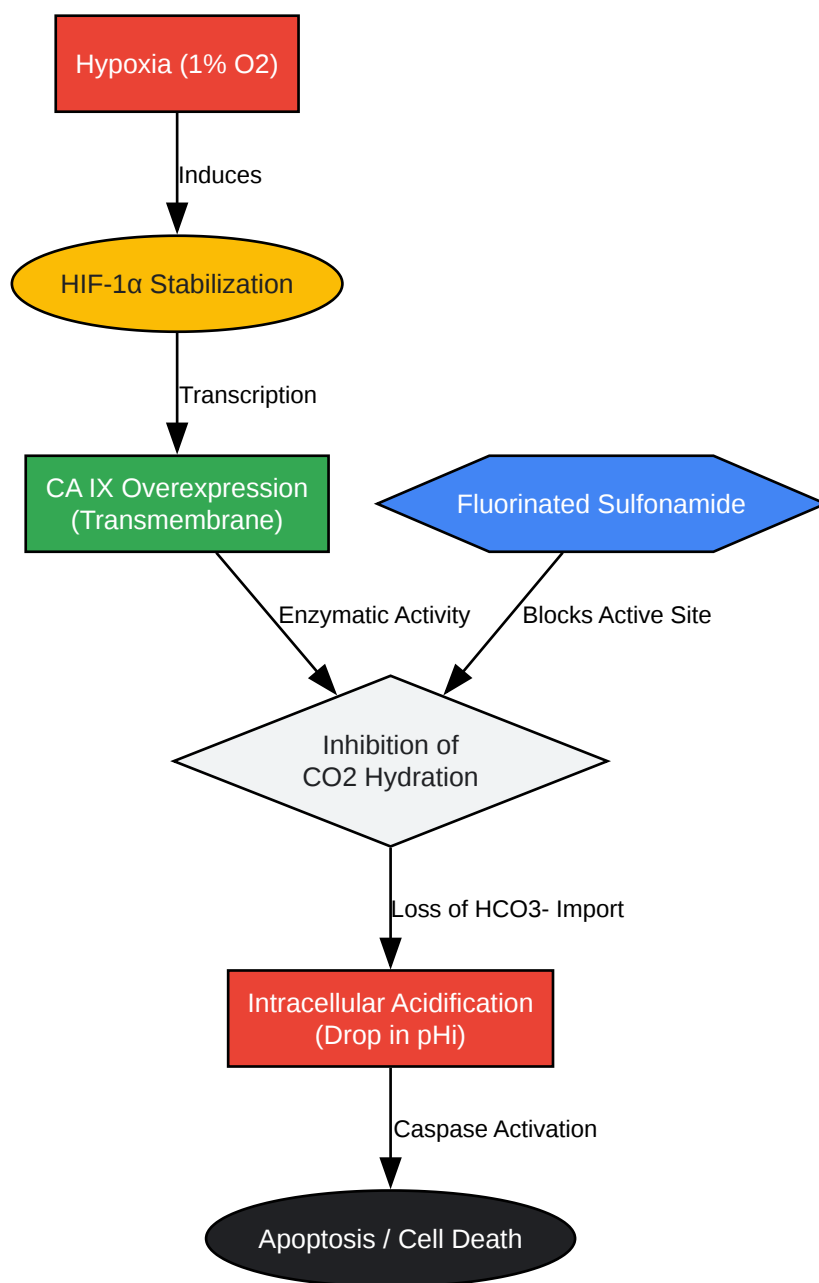 Hypoxia (1% O2)
Induces
HIF-1α Stabilization
Transcription
CA IX Overexpression
(Transmembrane)
Fluorinated Sulfonamide
Enzymatic Activity
Blocks Active Site
Inhibition of
CO2 Hydration
Loss of HCO3- Import
Intracellular Acidification
(Drop in pHi)
Caspase Activation
Apoptosis / Cell Death